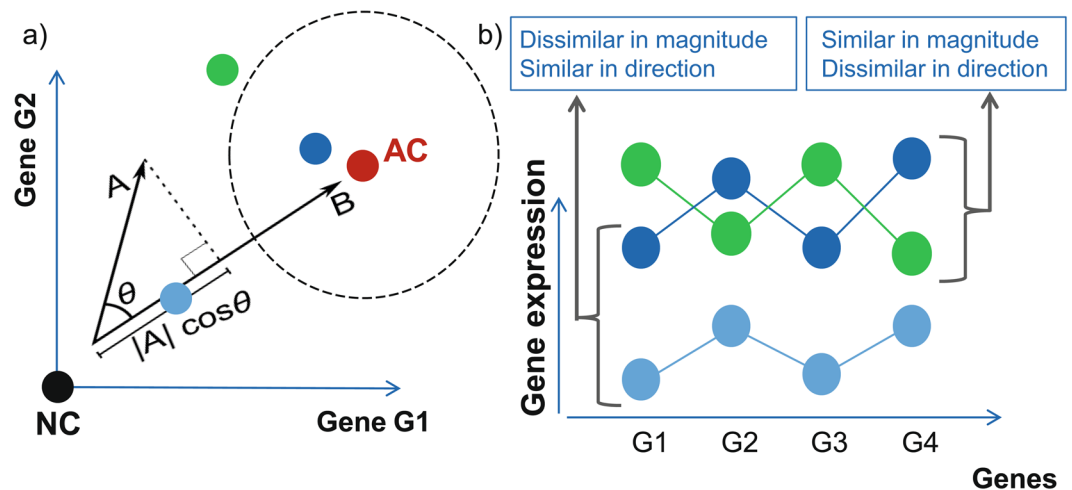 a)
Gene G2
A
θ
B
|A| cosθ
AC
NC
Gene G1
b)
Dissimilar in magnitude
Similar in direction
Similar in magnitude
Dissimilar in direction
Gene expression
G1 G2 G3 G4
Genes